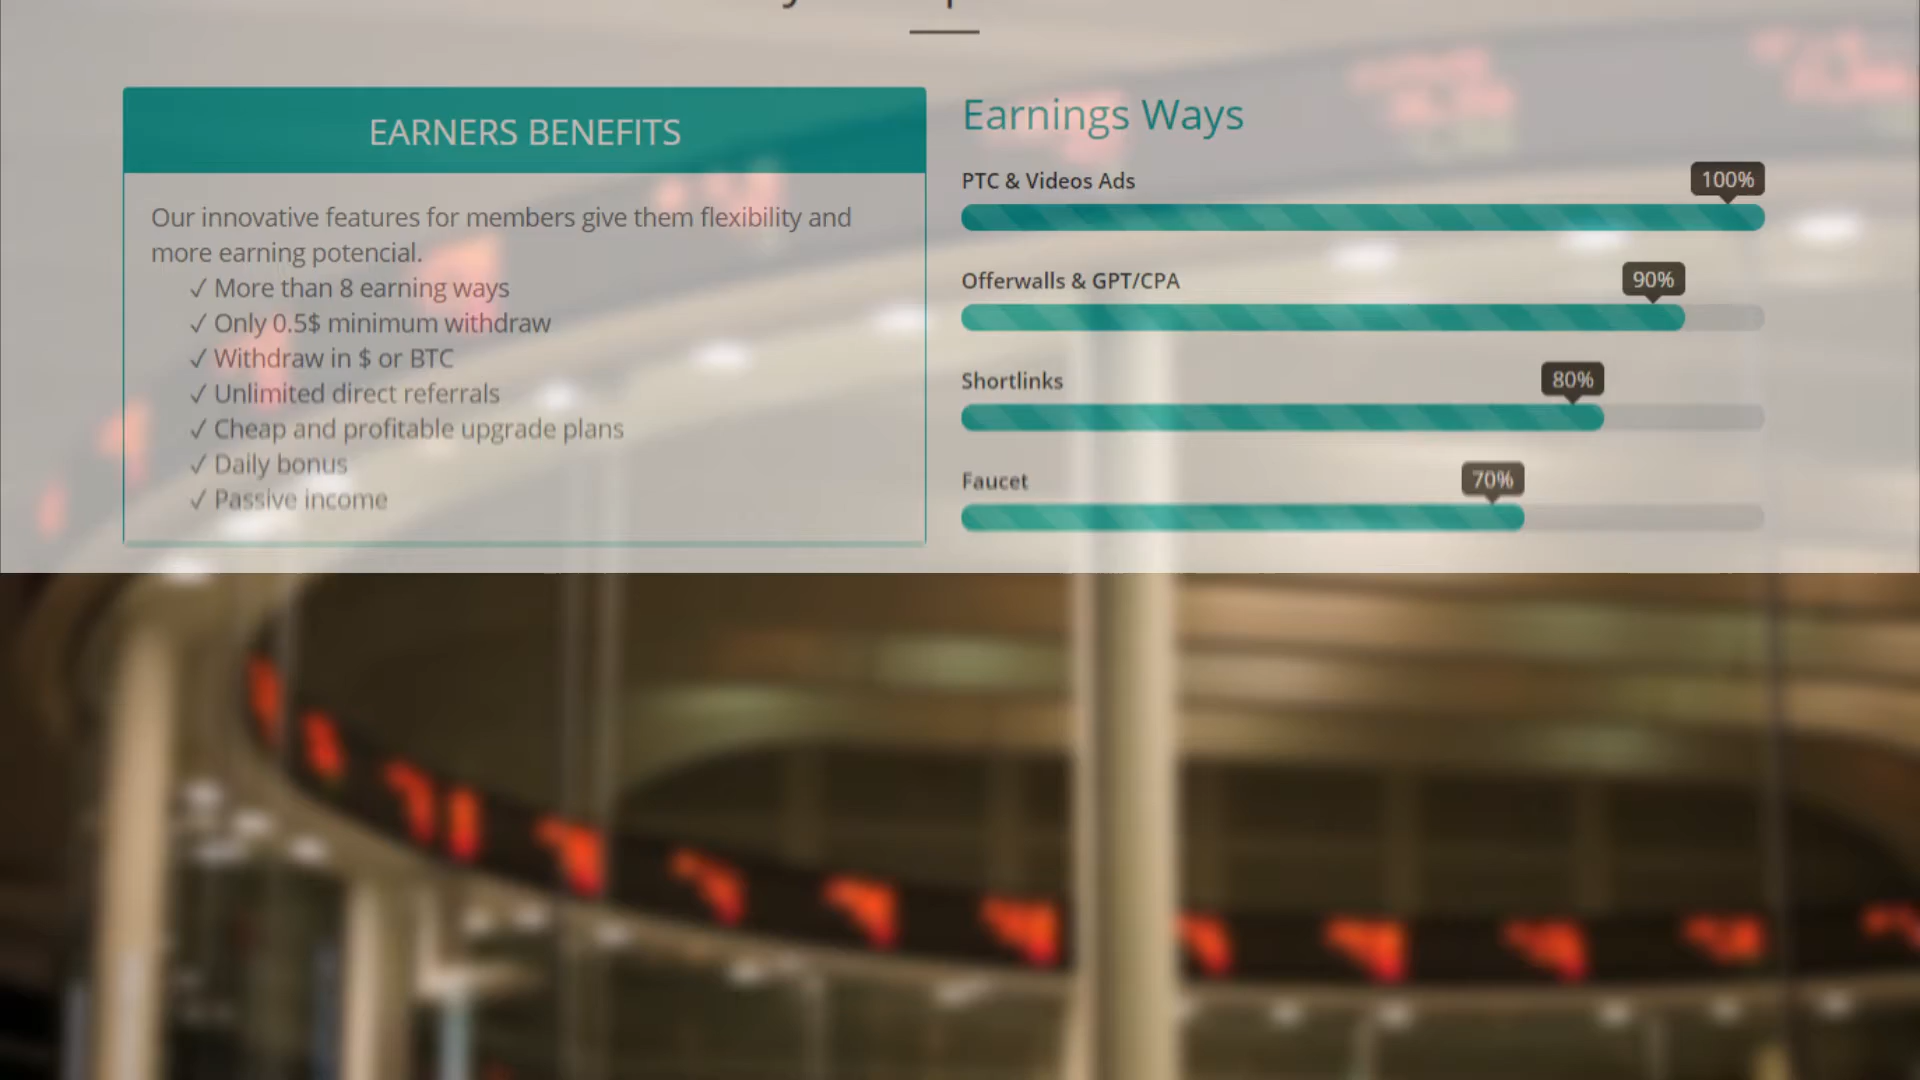 EARNERS BENEFITS
Our innovative features for members give them flexibility and
more earning potencial.
✓ More than 8 earning ways
✓ Only 0.5$ minimum withdraw
✓ Withdraw in $ or BTC
✓ Unlimited direct referrals
✓ Cheap and profitable upgrade plans
✓ Daily bonus
✓ Passive income
Earnings Ways
PTC & Videos Ads
100%
Offerwalls & GPT/CPA
90%
Shortlinks
80%
Faucet
70%